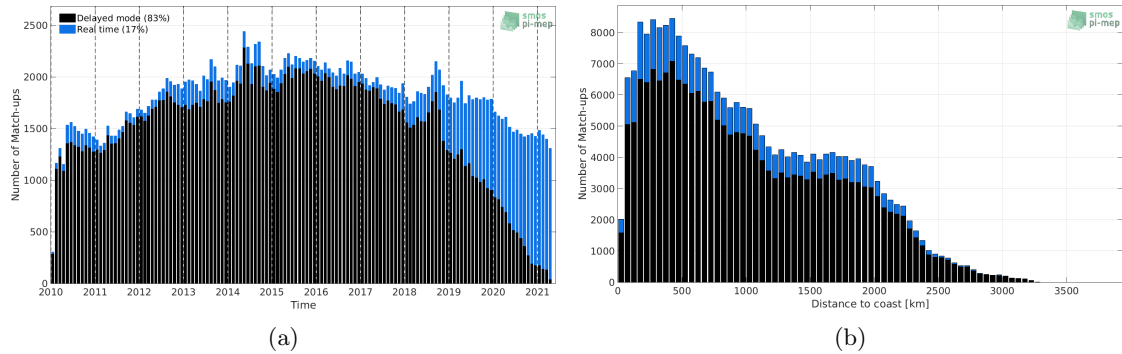 Delayed mode (83%)
Real time (17%)
smos
pi-mep
Number of Match-ups
2500
2000
1500
1000
500
0
2010 2011 2012 2013 2014 2015 2016 2017 2018 2019 2020 2021
Time
(a)
smos
pi-mep
Number of Match-ups
8000
7000
6000
5000
4000
3000
2000
1000
0
0 500 1000 1500 2000 2500 3000 3500
Distance to coast [km]
(b)